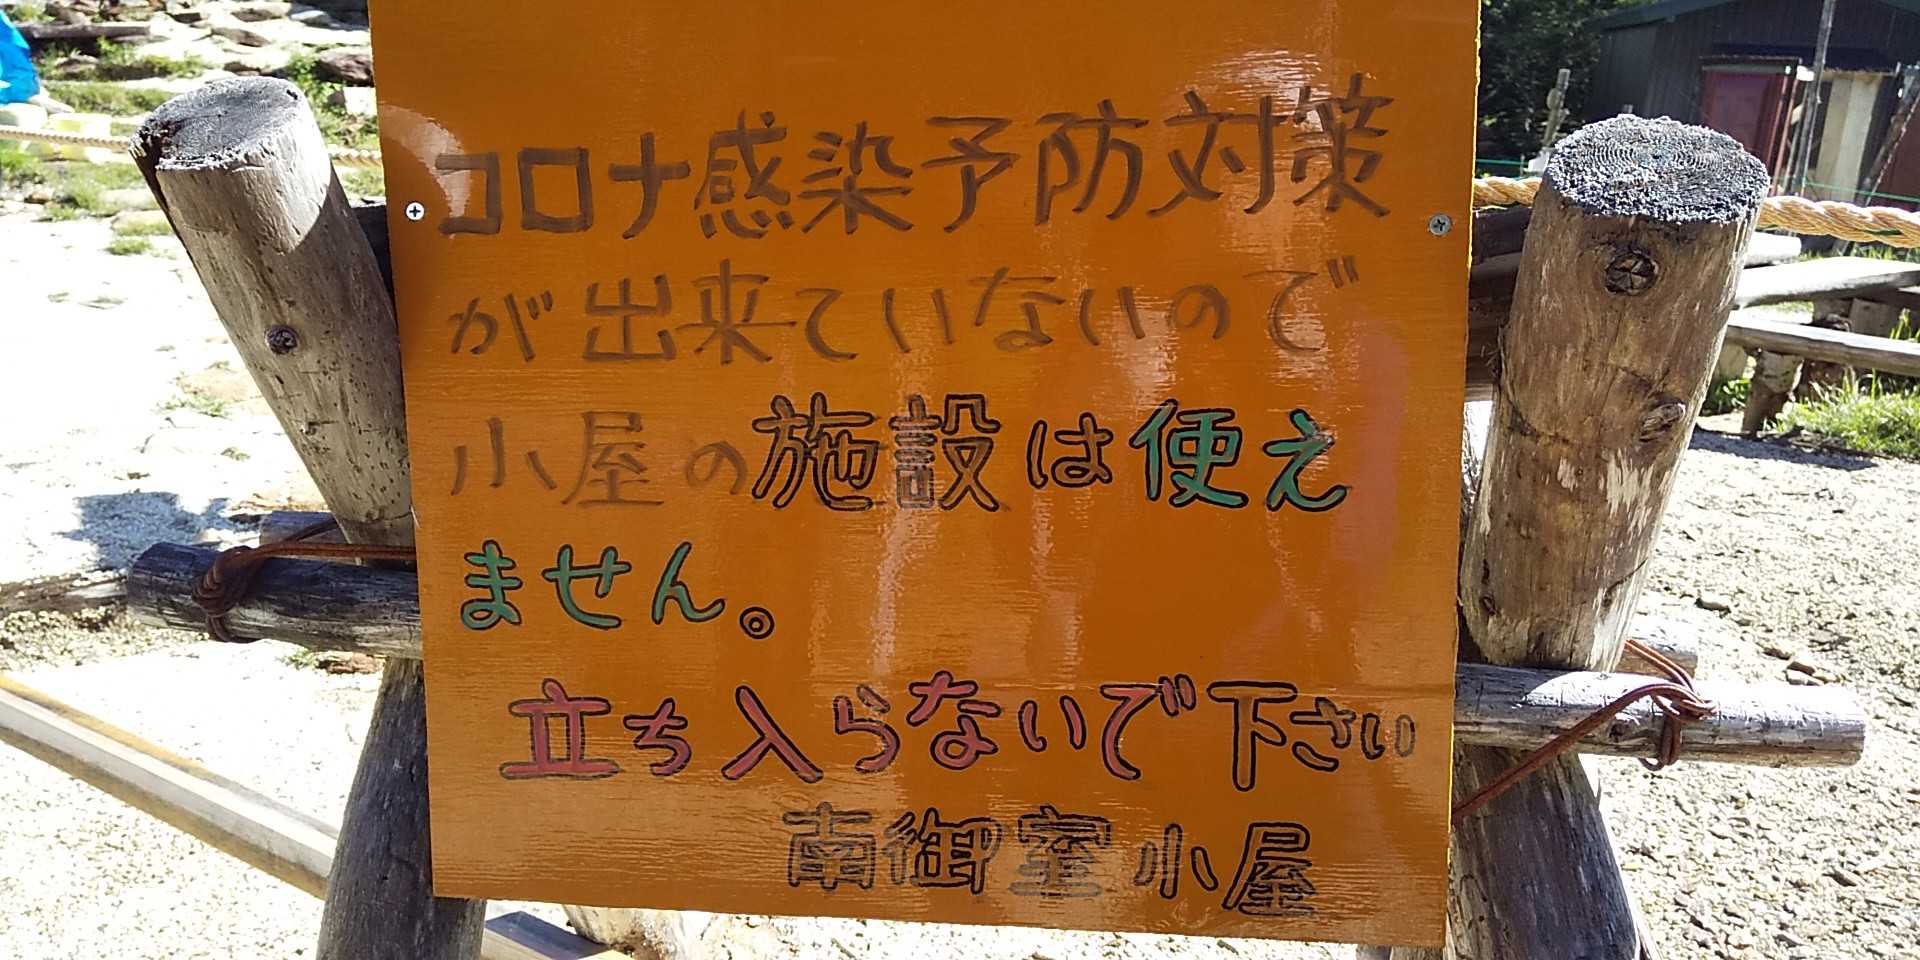 コロナ感染予防対策
が出来ていないので
小屋の施設は使え
ません。
立ち入らないで下さい
南御室小屋